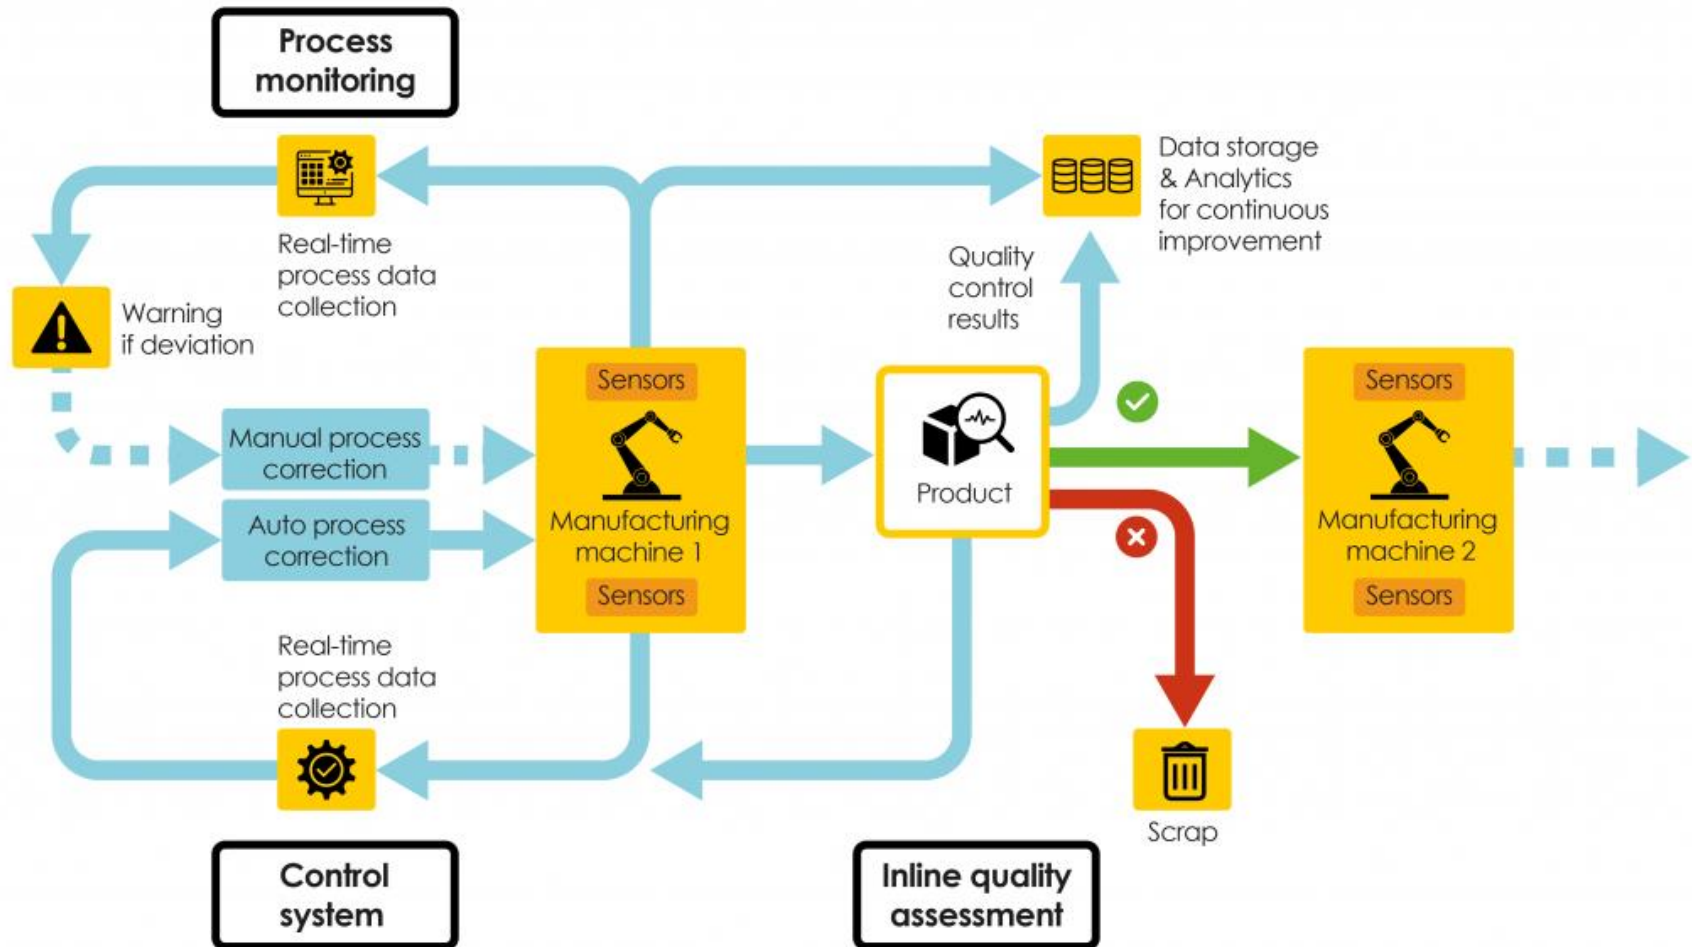 Process
monitoring
Real-time
process data
collection
Warning
if deviation
Data storage
& Analytics
for continuous
improvement
Quality
control
results
Manual process
correction
Auto process
correction
Sensors
Manufacturing
machine 1
Sensors
Product
Sensors
Manufacturing
machine 2
Sensors
Real-time
process data
collection
Scrap
Control
system
Inline quality
assessment